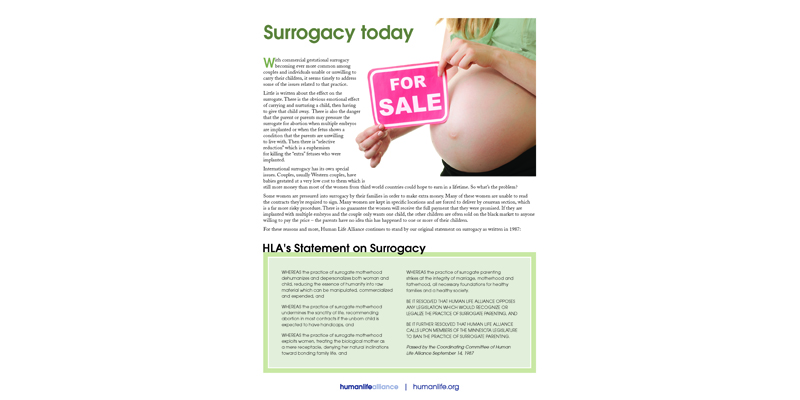 Surrogacy today
FOR
SALE
With commercial gestational surrogacy
becoming ever more common among
couples and individuals unable or unwilling to
carry their children, it seems timely to address
some of the issues related to that practice.
Little is written about the effect on the
surrogate. There is the obvious emotional effect
of carrying and nurturing a child, then having
to give that child away. There is also the danger
that the parent or parents may pressure the
surrogate for abortion when multiple embryos
are implanted or when the fetus shows a
condition that the parents are unwilling
to live with. Then there is "selective
reduction" which is a euphemism
for killing the "extra" fetuses who were
implanted.
International surrogacy has its own special
issues. Couples, usually Western couples, have
babies gestated at a very low cost to them which is
still more money than most of the women from third world countries could hope to earn in a lifetime. So what's the problem?
Some women are pressured into surrogacy by their families in order to make extra money. Many of these women are unable to read
the contracts they're required to sign. Many women are kept in specific locations and are forced to deliver by cesarean section, which
is a far more risky procedure. There is no guarantee the women will receive the full payment that they were promised. If they are
implanted with multiple embryos and the couple only wants one child, the other children are often sold on the black market to anyone
willing to pay the price – the parents have no idea this has happened to one or more of their children.
For these reasons and more, Human Life Alliance continues to stand by our original statement on surrogacy as written in 1987:
HLA's Statement on Surrogacy
WHEREAS the practice of surrogate motherhood
dehumanizes and depersonalizes both woman and
child, reducing the essence of humanity into raw
material which can be manipulated, commercialized
and expended, and
WHEREAS the practice of surrogate motherhood
undermines the sanctity of life, recommending
abortion in most contracts if the unborn child is
expected to have handicaps, and
WHEREAS the practice of surrogate motherhood
exploits women, treating the biological mother as
a mere receptacle, denying her natural inclinations
toward bonding family life, and
WHEREAS the practice of surrogate parenting
strikes at the integrity of marriage, motherhood and
fatherhood, all necessary foundations for healthy
families and a healthy society.
BE IT RESOLVED THAT HUMAN LIFE ALLIANCE OPPOSES
ANY LEGISLATION WHICH WOULD RECOGNIZE OR
LEGALIZE THE PRACTICE OF SURROGATE PARENTING, AND
BE IT FURTHER RESOLVED THAT HUMAN LIFE ALLIANCE
CALLS UPON MEMBERS OF THE MINNESOTA LEGISLATURE
TO BAN THE PRACTICE OF SURROGATE PARENTING.
Passed by the Coordinating Committee of Human
Life Alliance September 14, 1987
humanlifealliance | humanlife.org